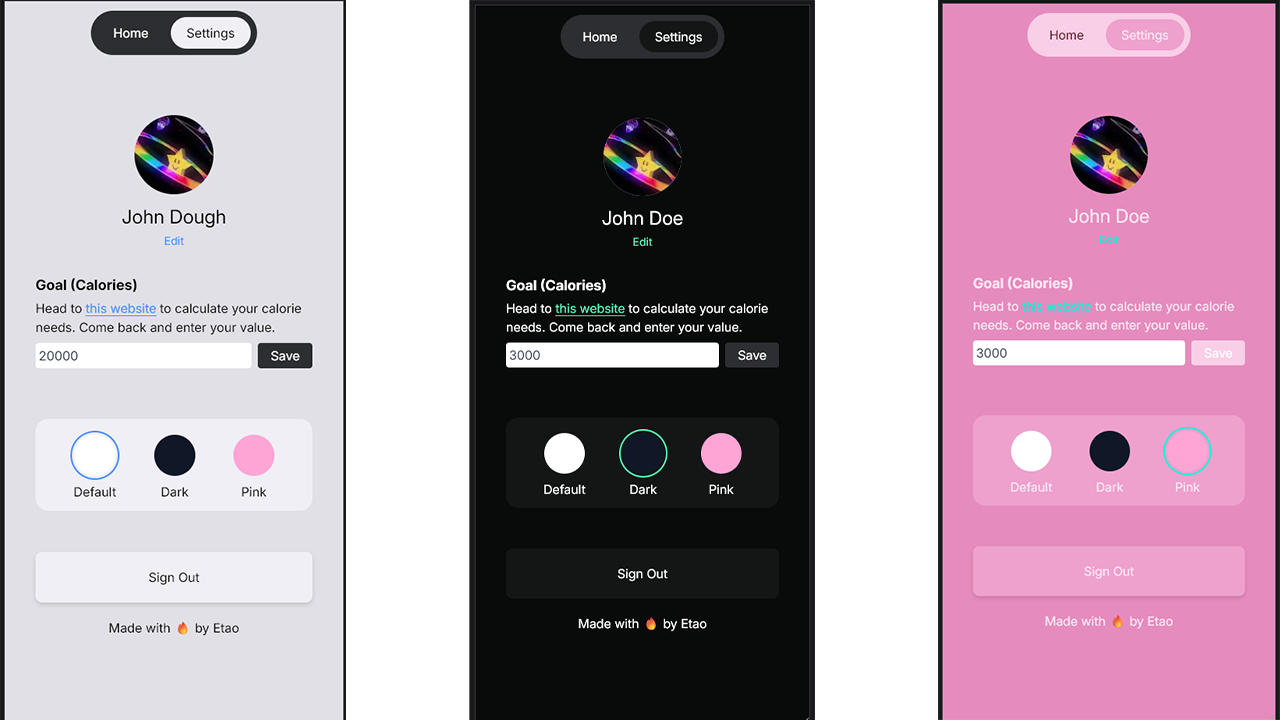 Home Settings
John Dough
Edit
Goal (Calories)
Head to this website to calculate your calorie
needs. Come back and enter your value.
20000 Save
Default Dark Pink
Sign Out
Made with 🔥 by Etao
Home Settings
John Doe
Edit
Goal (Calories)
Head to this website to calculate your calorie
needs. Come back and enter your value.
3000 Save
Default Dark Pink
Sign Out
Made with 🔥 by Etao
Home Settings
John Doe
Edit
Goal (Calories)
Head to this website to calculate your calorie
needs. Come back and enter your value.
3000 Save
Default Dark Pink
Sign Out
Made with 🔥 by Etao